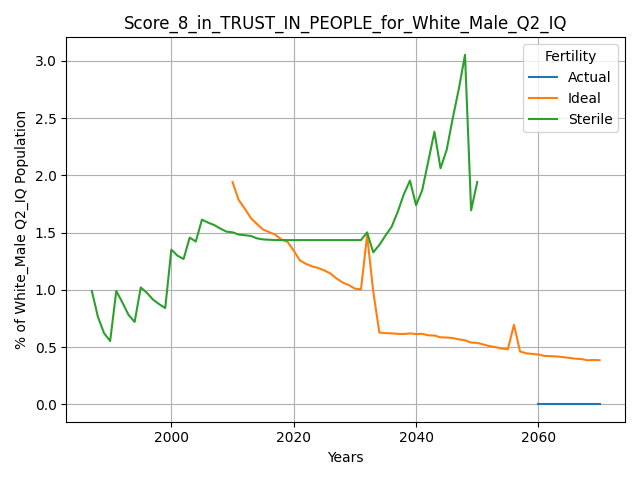 Score_8_in_TRUST_IN_PEOPLE_for_White_Male_Q2_IQ
Fertility
Actual
Ideal
Sterile
% of White_Male Q2_IQ Population
3.0
2.5
2.0
1.5
1.0
0.5
0.0
2000
2020
2040
2060
Years